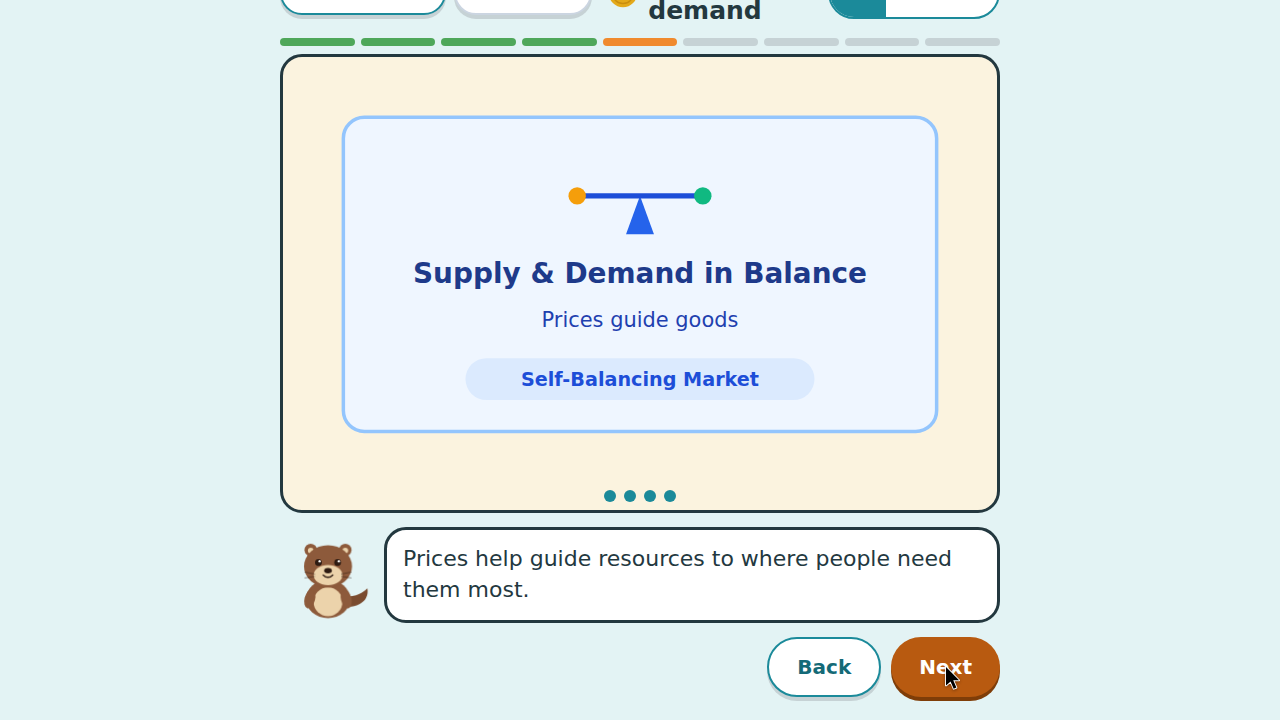 demand
Supply & Demand in Balance
Prices guide goods
Self-Balancing Market
Prices help guide resources to where people need
them most.
Back
Next